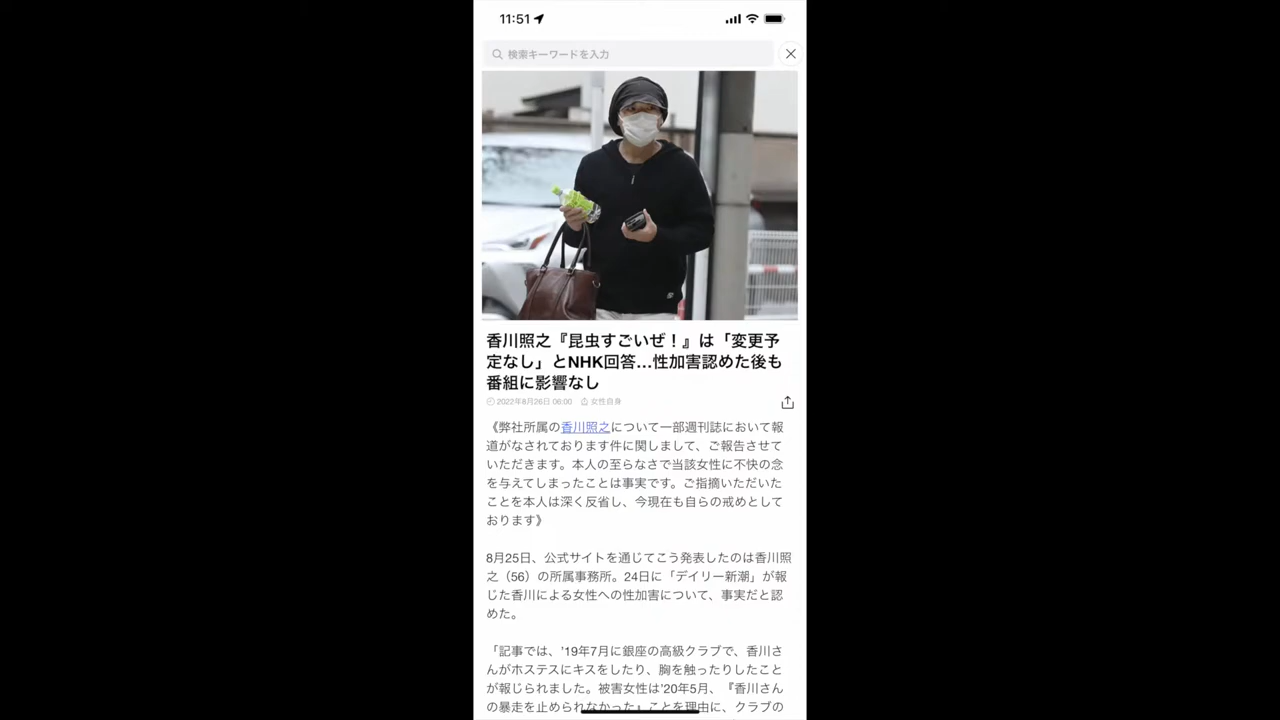 11:51
検索キーワードを入力
香川照之『昆虫すごいぜ！』は「変更予
定なし」とNHK回答…性加害認めた後も
番組に影響なし
2022年8月26日 06:00 女性自身
《弊社所属の香川照之について一部週刊誌において報
道がなされております件に関しまして、ご報告させて
いただきます。本人の至らなさで当該女性に不快の念
を与えてしまったことは事実です。ご指摘いただいた
ことを本人は深く反省し、今現在も自らの戒めとして
おります》
8月25日、公式サイトを通じてこう発表したのは香川照
之（56）の所属事務所。24日に「デイリー新潮」が報
じた香川による女性への性加害について、事実だと認
めた。
「記事では、’19年7月に銀座の高級クラブで、香川さ
んがホステスにキスをしたり、胸を触ったりしたこと
が報じられました。被害女性は’20年5月、『香川さん
の暴走を止められなかった』ことを理由に、クラブの